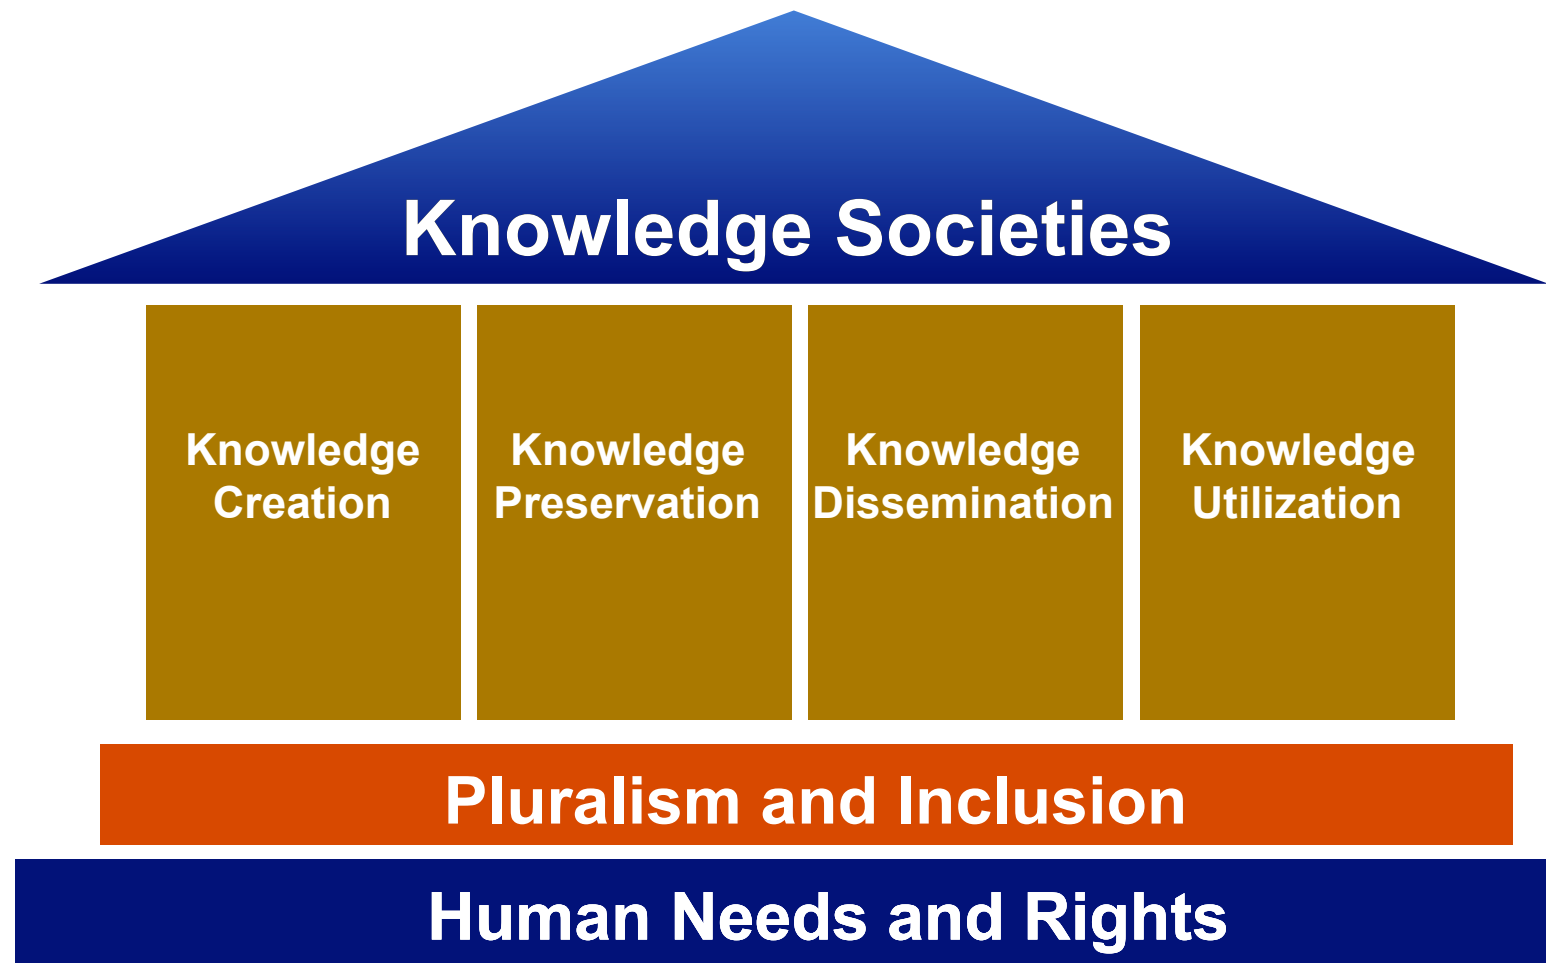 Knowledge Societies
Knowledge
Creation
Knowledge
Preservation
Knowledge
Dissemination
Knowledge
Utilization
Pluralism and Inclusion
Human Needs and Rights